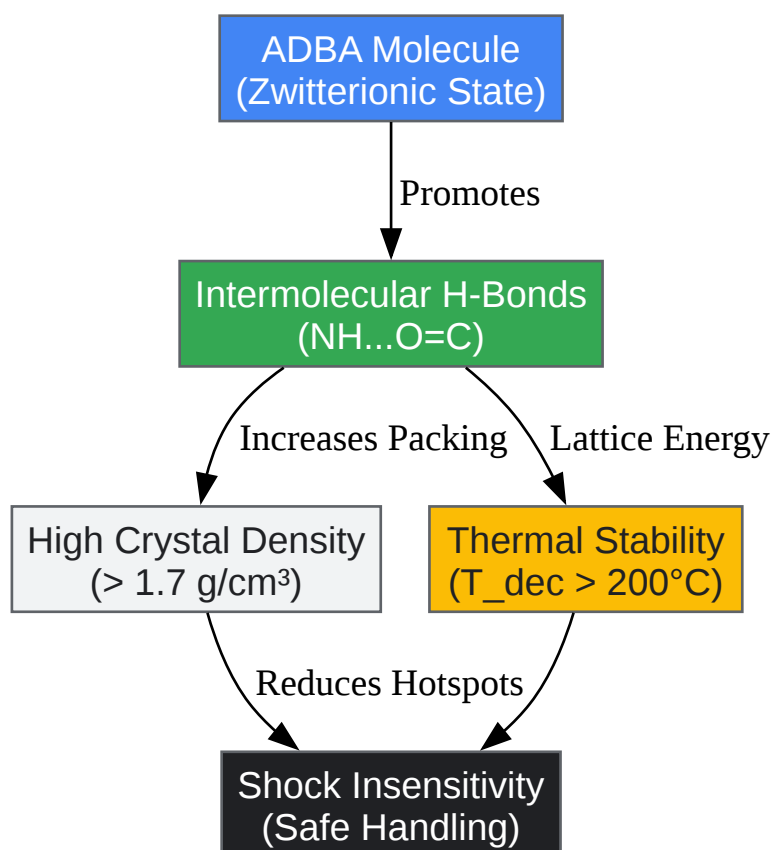 ADBA Molecule
(Zwitterionic State)
Promotes
Intermolecular H-Bonds
(NH...O=C)
Increases Packing
Lattice Energy
High Crystal Density
(> 1.7 g/cm³)
Thermal Stability
(T_dec > 200°C)
Reduces Hotspots
Shock Insensitivity
(Safe Handling)